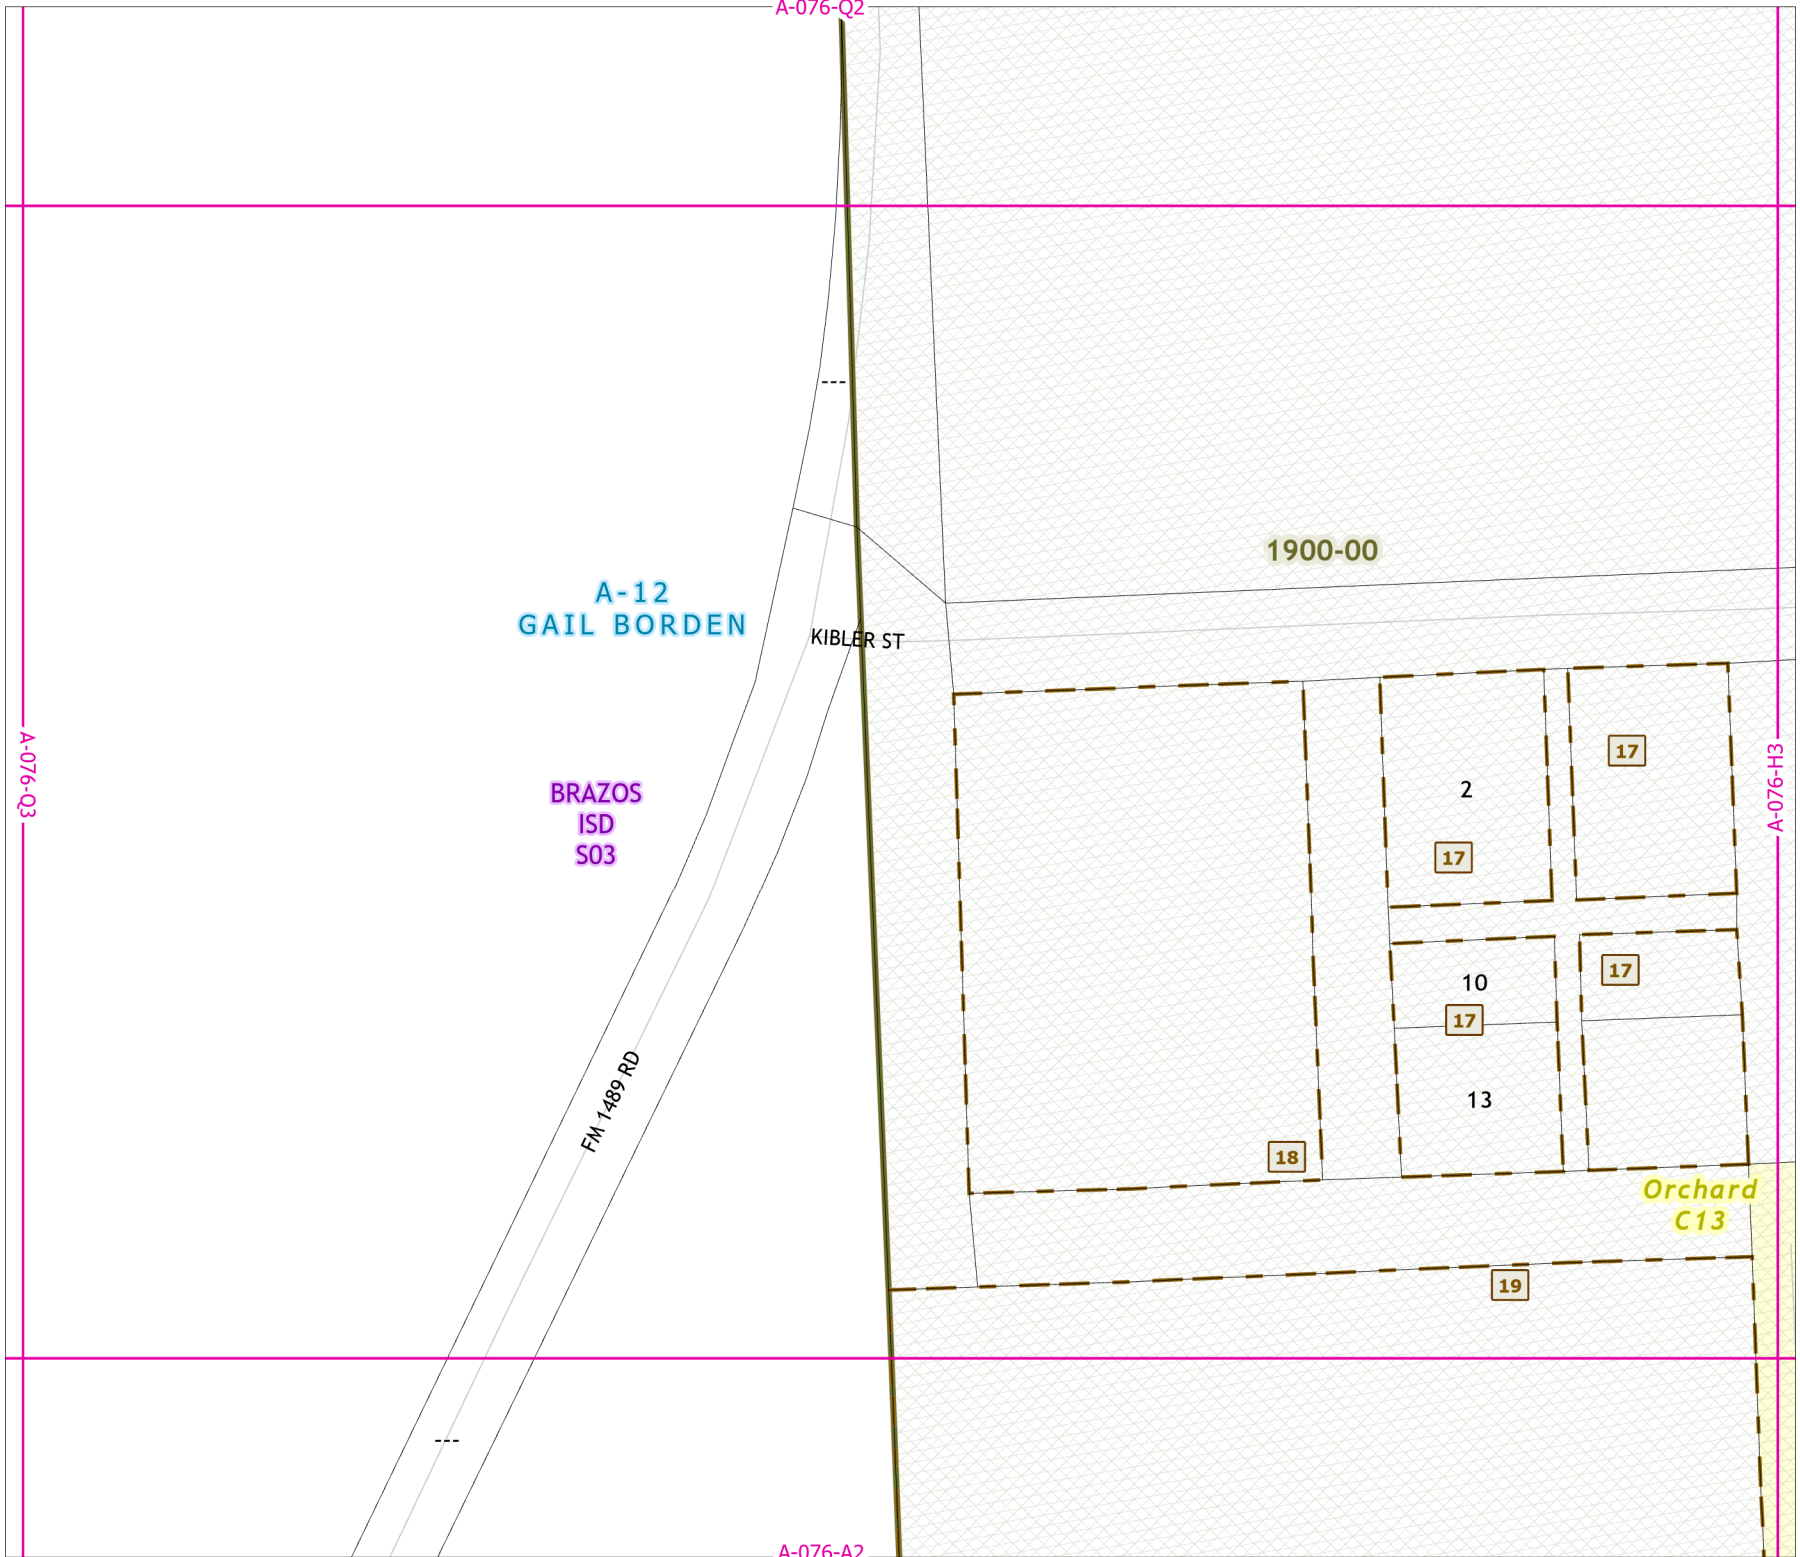 A-076-Q2
---
1900-00
A-12
GAIL BORDEN
KIBLER ST
A-076-Q3
A-076-H3
BRAZOS
ISD
S03
17
2
17
17
10
17
13
FM 1489 RD
18
Orchard
C13
19
---
A-076-A2